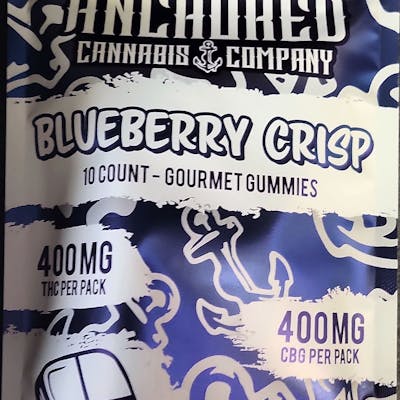 ANCHORED
CANNABIS COMPANY
BLUEBERRY CRISP
10 COUNT - GOURMET GUMMIES
400MG
THC PER PACK
400MG
CBG PER PACK